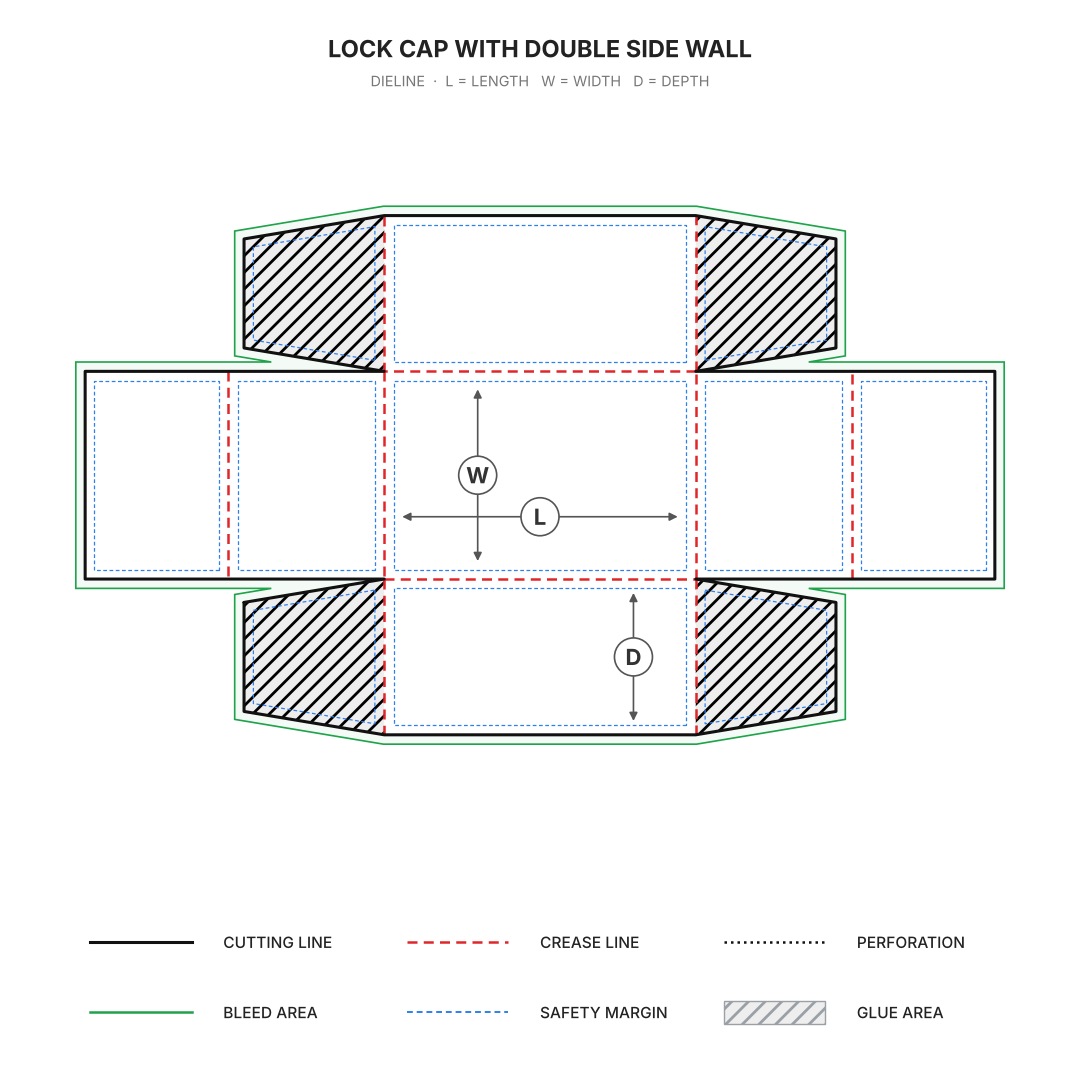 LOCK CAP WITH DOUBLE SIDE WALL
DIELINE · L = LENGTH W = WIDTH D = DEPTH
W
L
D
CUTTING LINE
CREASE LINE
PERFORATION
BLEED AREA
SAFETY MARGIN
GLUE AREA